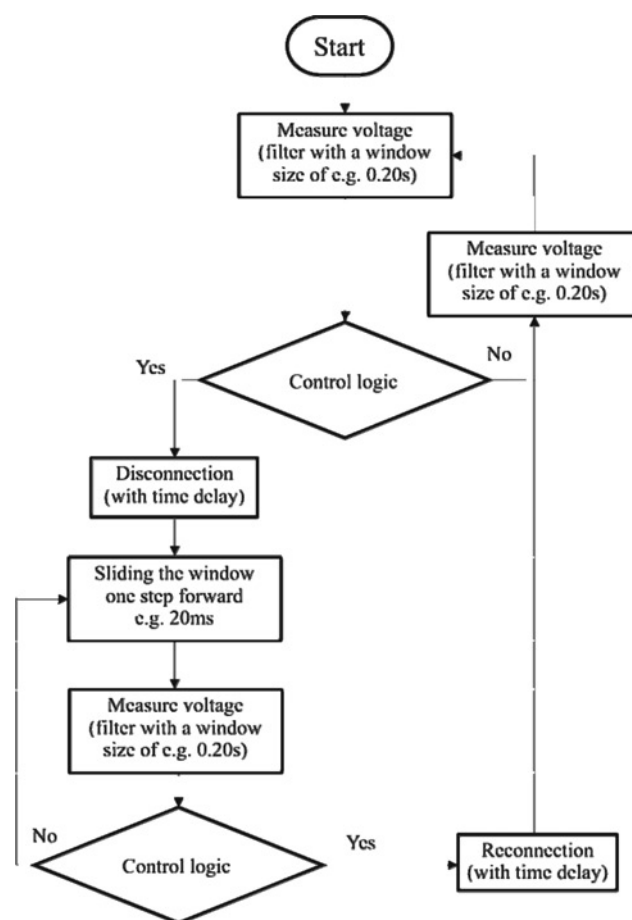 Start
Measure voltage
(filter with a window
size of e.g. 0.20s)
Measure voltage
(filter with a window
size of e.g. 0.20s)
Yes
No
Control logic
Disconnection
(with time delay)
Sliding the window
one step forward
e.g. 20ms
Measure voltage
(filter with a window
size of e.g. 0.20s)
No
Yes
Control logic
Reconnection
(with time delay)